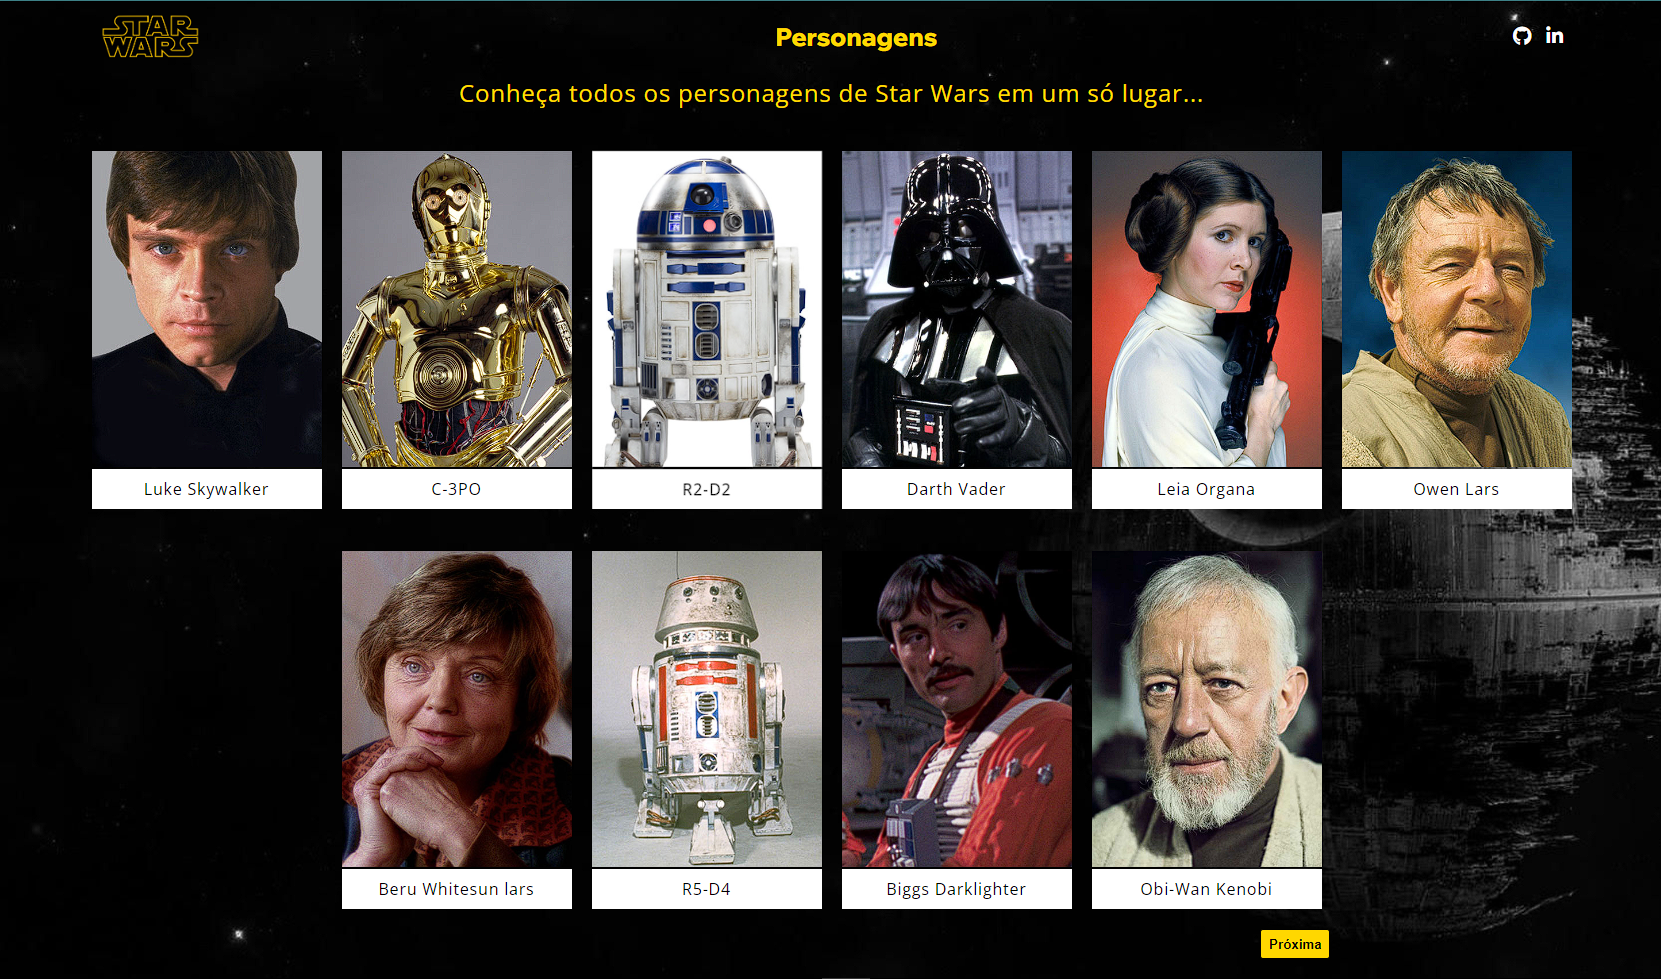 STAR
WARS
Personagens
in
Conheça todos os personagens de Star Wars em um só lugar...
Luke Skywalker
C-3PO
R2-D2
Darth Vader
Leia Organa
Owen Lars
Beru Whitesun lars
R5-D4
Biggs Darklighter
Obi-Wan Kenobi
Próxima